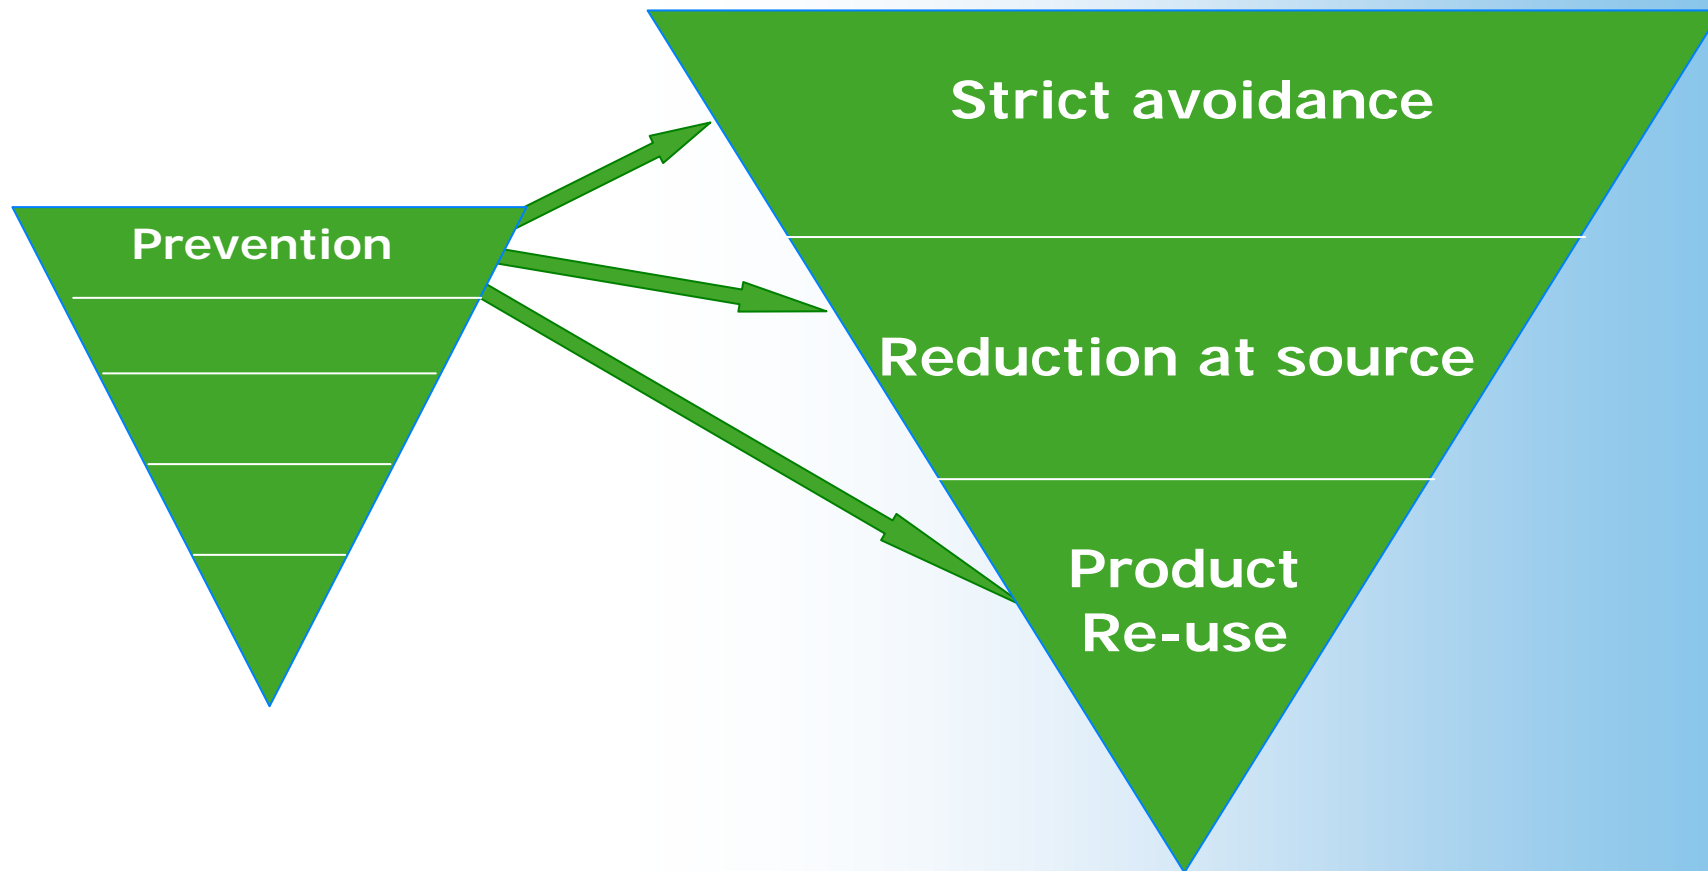 Prevention
Strict avoidance
Reduction at source
Product
Re-use